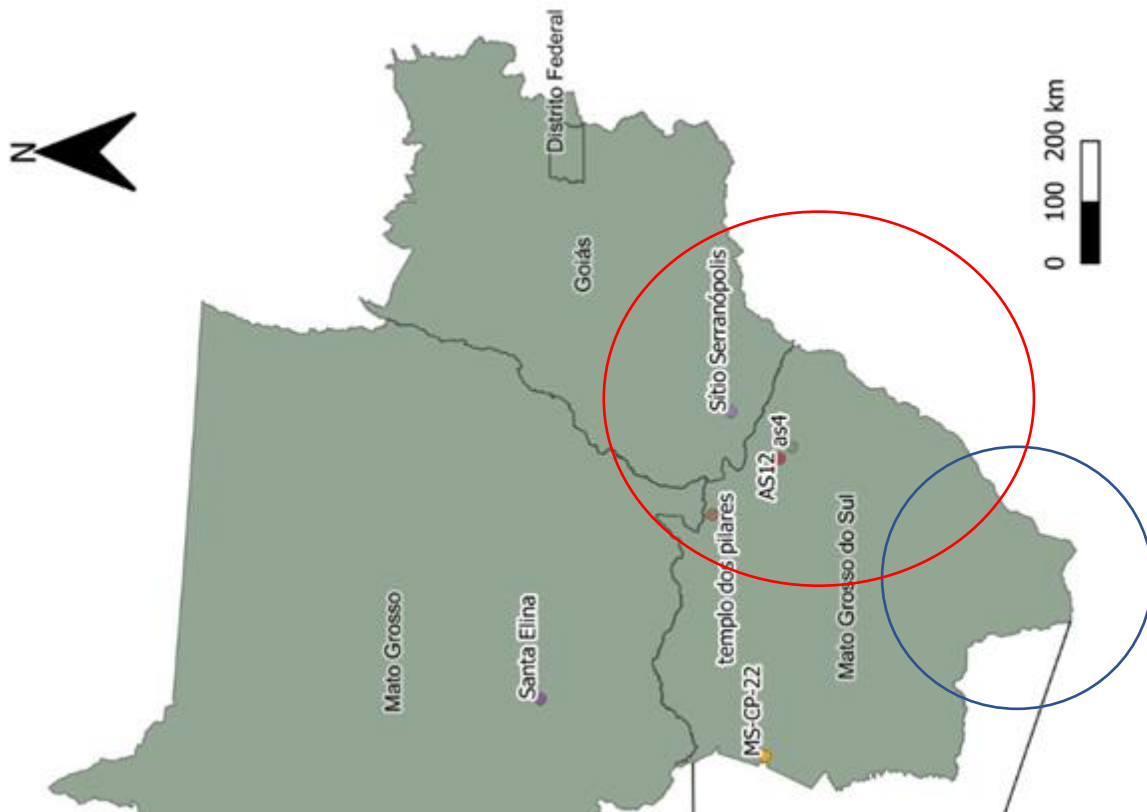 N
Distrito Federal
Goiás
Mato Grosso
Santa Elina
Sítio Serranópolis
AS12
as4
templo dos pilares
Mato Grosso do Sul
MS-CP-22
0 100 200 km